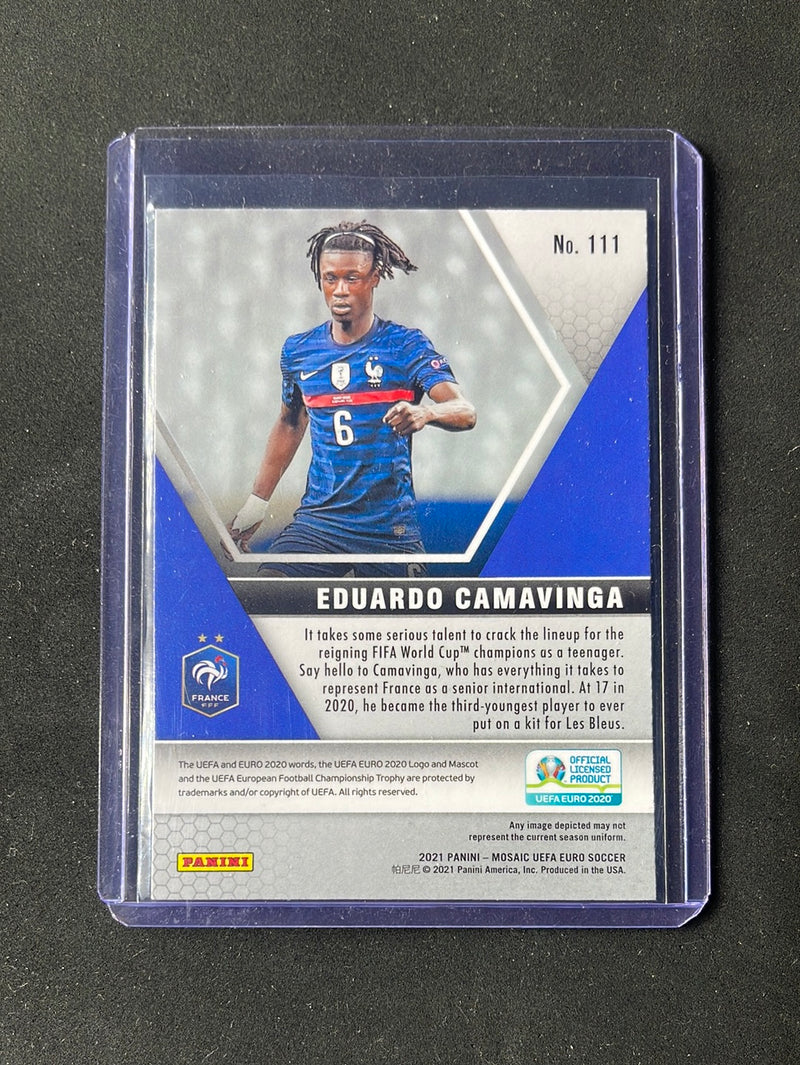 No. 111
6
EDUARDO CAMAVINGA
It takes some serious talent to crack the lineup for the
reigning FIFA World Cup™ champions as a teenager.
Say hello to Camavinga, who has everything it takes to
represent France as a senior international. At 17 in
2020, he became the third-youngest player to ever
put on a kit for Les Bleus.
FRANCE
FFF
The UEFA and EURO 2020 words, the UEFA EURO 2020 Logo and Mascot
and the UEFA European Football Championship Trophy are protected by
trademarks and/or copyright of UEFA. All rights reserved.
OFFICIAL
LICENSED
PRODUCT
UEFA EURO 2020
Any image depicted may not
represent the current season uniform.
PANINI
2021 PANINI – MOSAIC UEFA EURO SOCCER
帕尼尼 © 2021 Panini America, Inc. Produced in the USA.